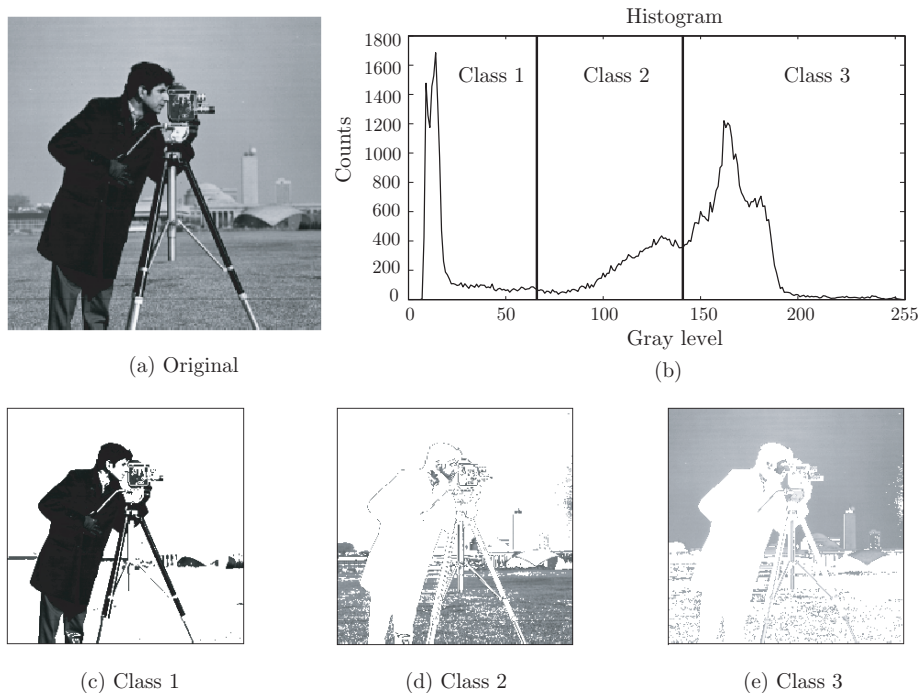 Histogram
1800
1600
1400
1200
1000
800
600
400
200
0
Counts
Class 1
Class 2
Class 3
0
50
100
150
200
255
Gray level
(a) Original
(b)
(c) Class 1
(d) Class 2
(e) Class 3